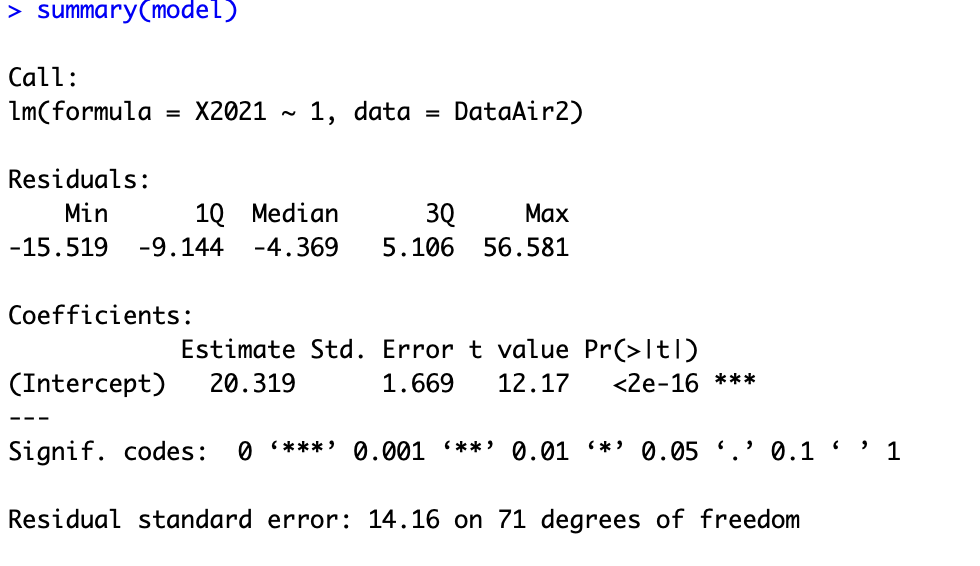 > summary(model)
Call:
lm(formula = X2021 ~ 1, data = DataAir2)
Residuals:
    Min      1Q  Median      3Q     Max
-15.519  -9.144  -4.369   5.106  56.581
Coefficients:
            Estimate Std. Error t value Pr(>|t|)
(Intercept)   20.319      1.669   12.17   <2e-16 ***
---
Signif. codes:  0 ‘***’ 0.001 ‘**’ 0.01 ‘*’ 0.05 ‘.’ 0.1 ‘ ’ 1
Residual standard error: 14.16 on 71 degrees of freedom